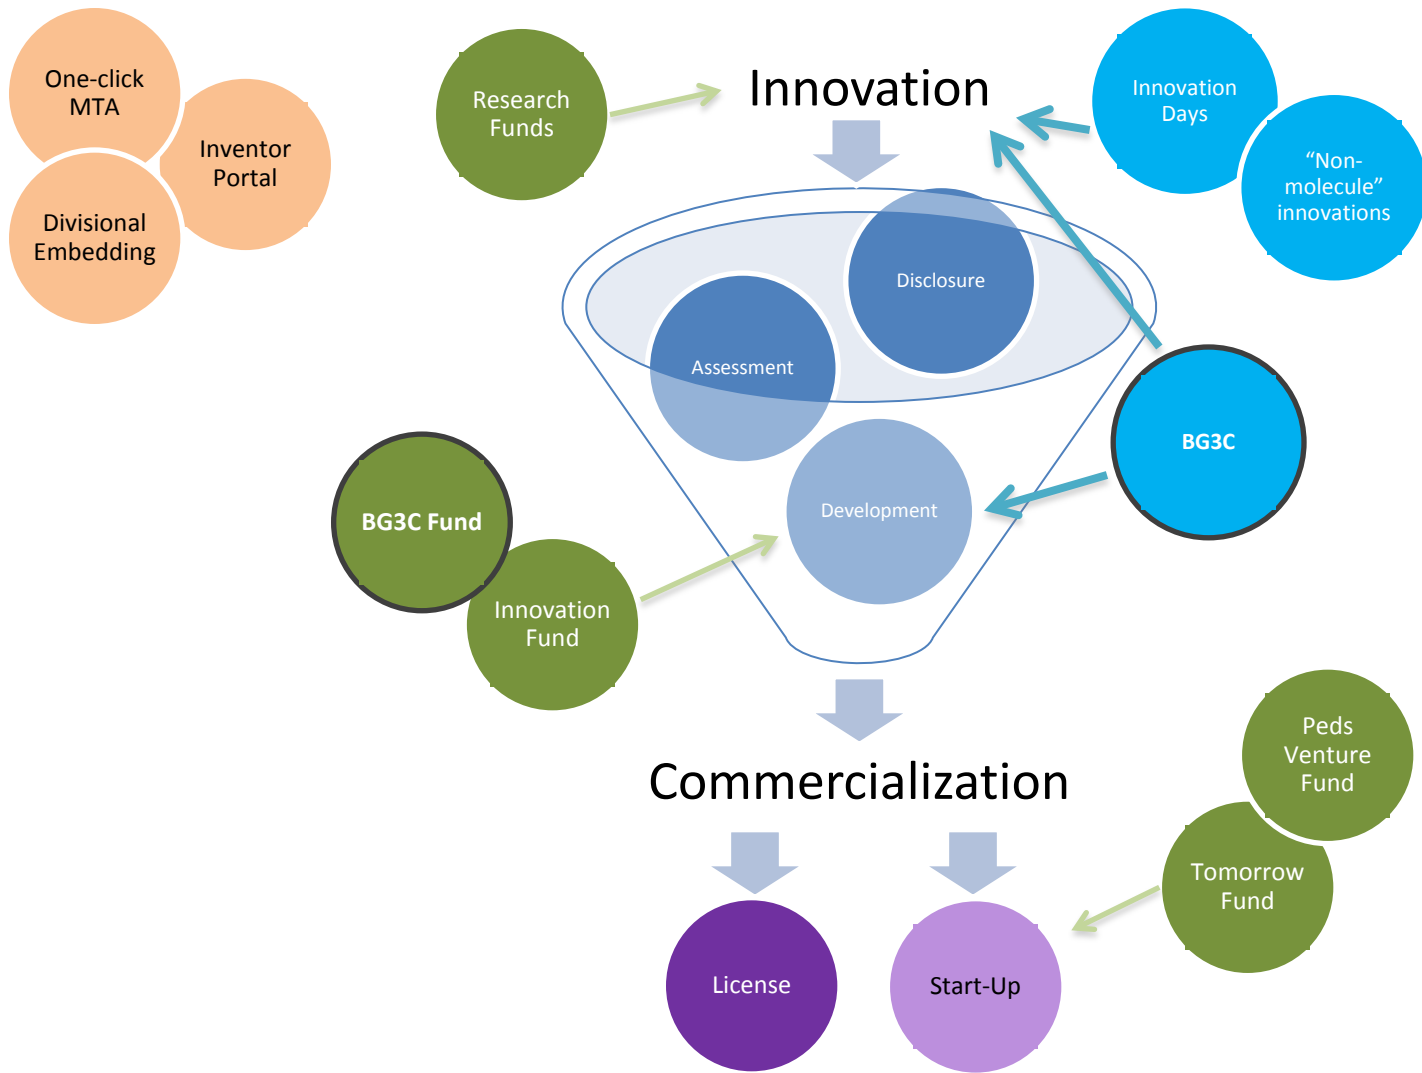 One-click
MTA
Inventor
Portal
Divisional
Embedding
Research
Funds
Innovation
Innovation
Days
“Non-
molecule”
innovations
Disclosure
Assessment
Development
BG3C
BG3C Fund
Innovation
Fund
Commercialization
Peds
Venture
Fund
Tomorrow
Fund
License
Start-Up